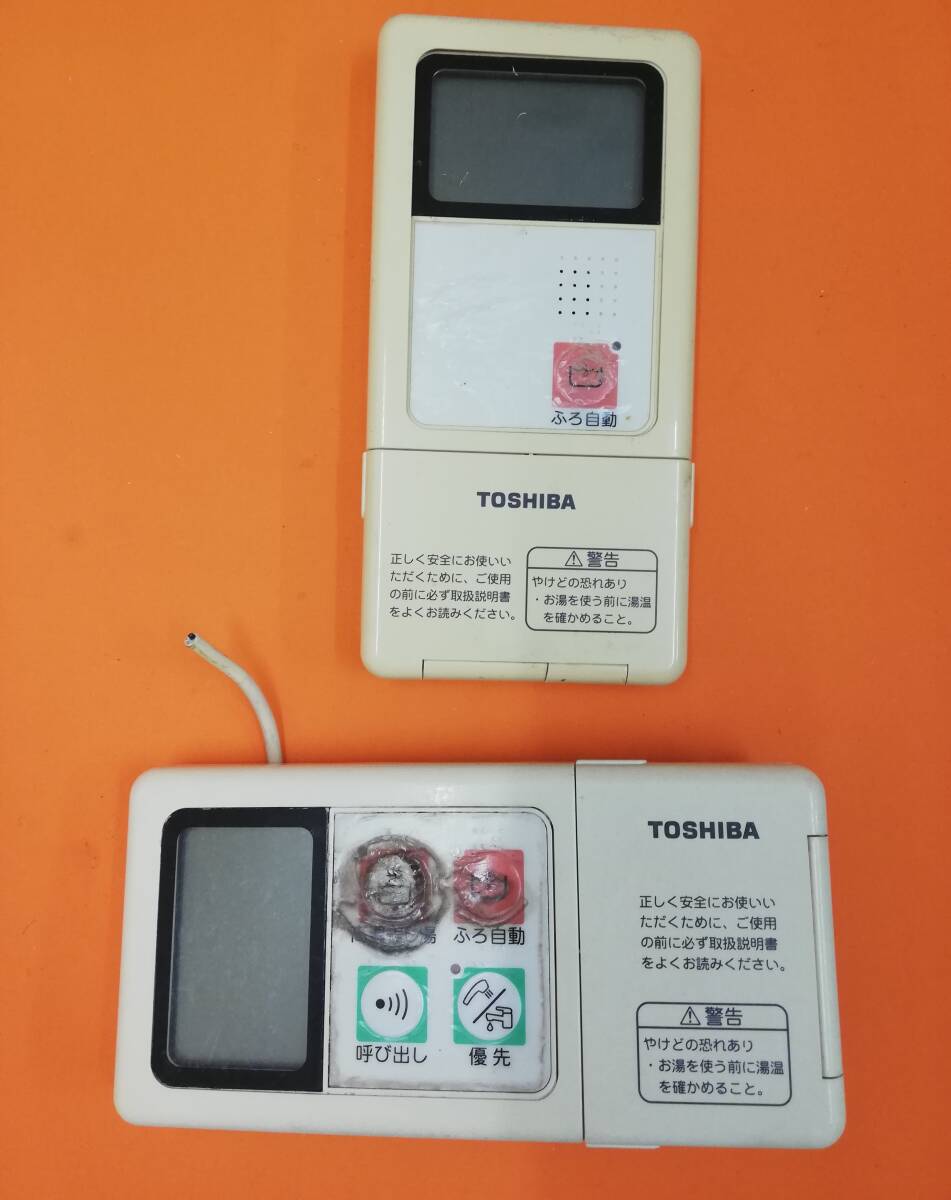 ふろ自動
TOSHIBA
正しく安全にお使いい
ただくために、ご使用
の前に必ず取扱説明書
をよくお読みください。
⚠警告
やけどの恐れあり
・お湯を使う前に湯温
を確かめること。
ふろ自動
呼び出し
優先
TOSHIBA
正しく安全にお使いい
ただくために、ご使用
の前に必ず取扱説明書
をよくお読みください。
⚠警告
やけどの恐れあり
・お湯を使う前に湯温
を確かめること。